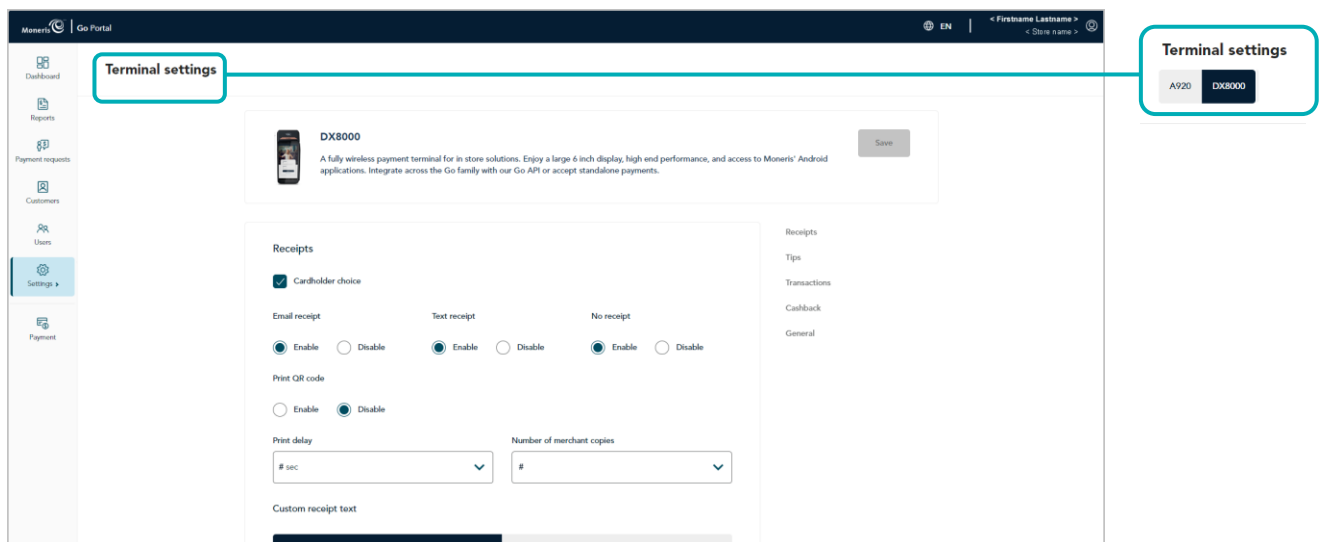 Moneris Go Portal
EN
< Firstname Lastname >
< Store name >
Terminal settings
A920 DX8000
Dashboard
Reports
Payment requests
Customers
Users
Settings
Payment
Terminal settings
DX8000
A fully wireless payment terminal for in store solutions. Enjoy a large 6 inch display, high end performance, and access to Moneris' Android
applications. Integrate across the Go family with our Go API or accept standalone payments.
Save
Receipts
Cardholder choice
Email receipt Text receipt No receipt
Enable Disable Enable Disable Enable Disable
Print QR code
Enable Disable
Print delay Number of merchant copies
# sec #
Custom receipt text
Receipts
Tips
Transactions
Cashback
General